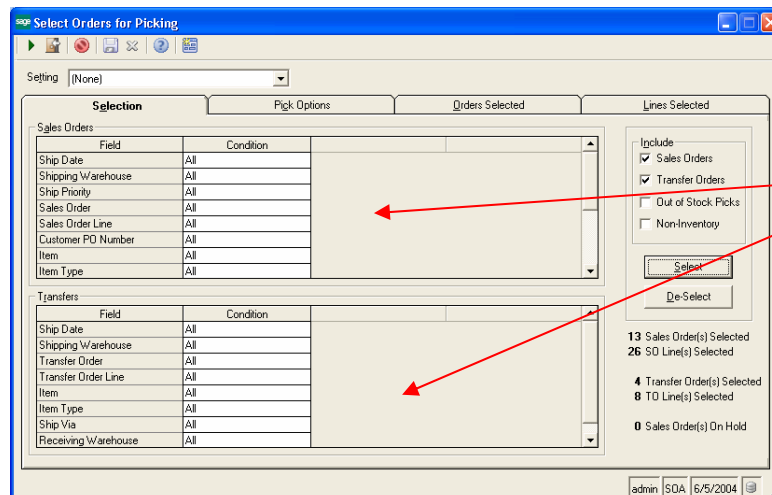 sage Select Orders for Picking
Setting (None)
Selection Pick Options Orders Selected Lines Selected
Sales Orders
Field Condition
Ship Date All
Shipping Warehouse All
Ship Priority All
Sales Order All
Sales Order Line All
Customer PO Number All
Item All
Item Type All
Include
Sales Orders
Transfer Orders
Out of Stock Picks
Non-Inventory
Select
De-Select
Transfers
Field Condition
Ship Date All
Shipping Warehouse All
Transfer Order All
Transfer Order Line All
Item All
Item Type All
Ship Via All
Receiving Warehouse All
13 Sales Order(s) Selected
26 SO Line(s) Selected
4 Transfer Order(s) Selected
8 TO Line(s) Selected
0 Sales Order(s) On Hold
admin SOA 6/5/2004